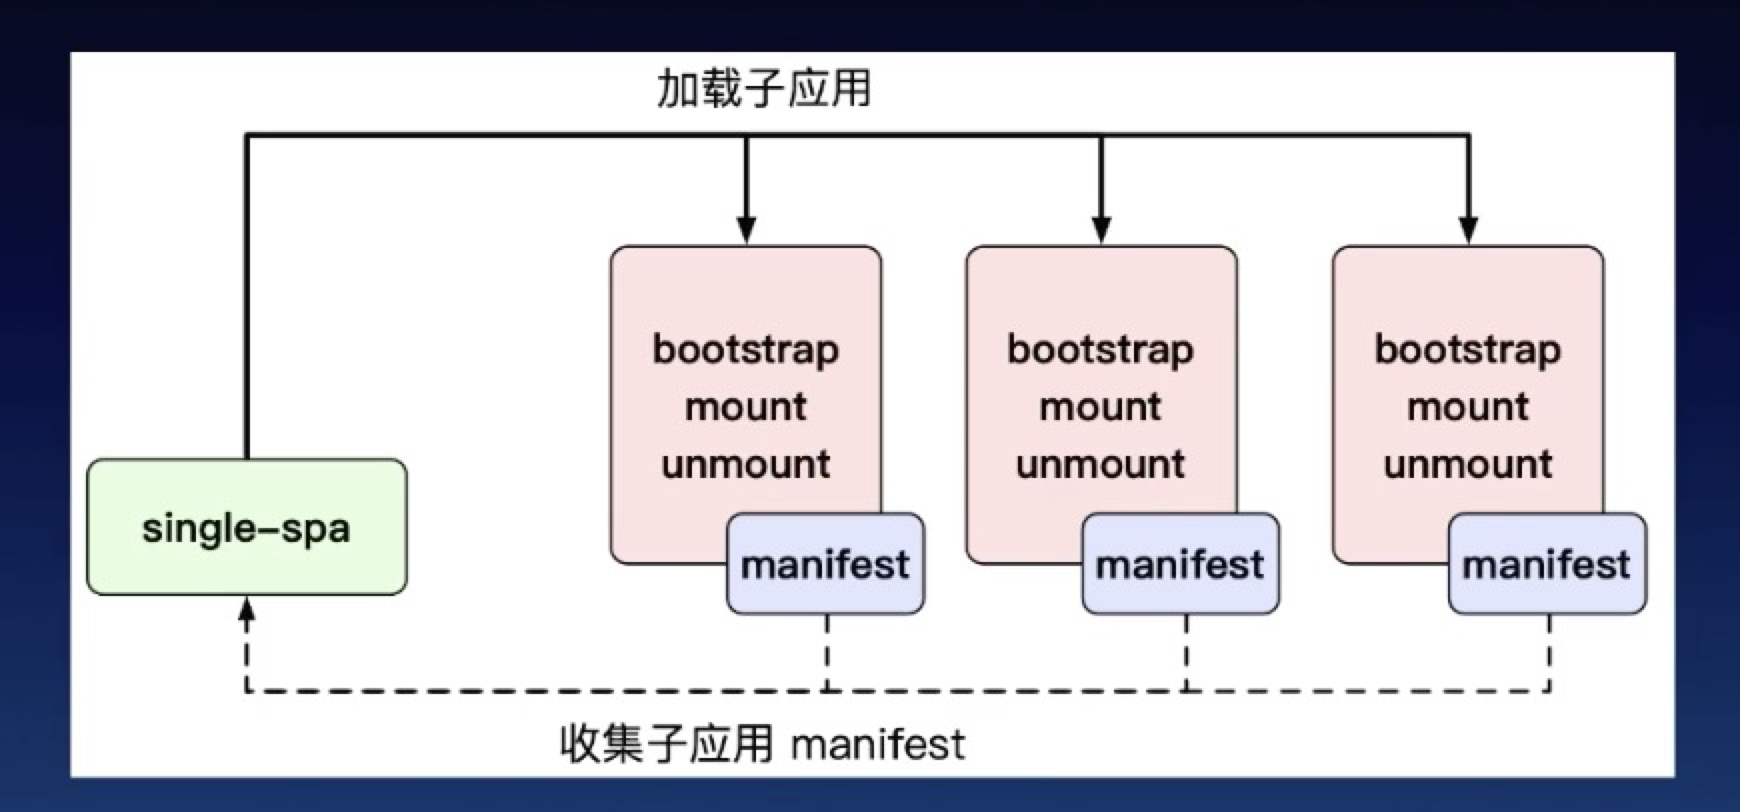 加载子应用
bootstrap
mount
unmount
manifest
bootstrap
mount
unmount
manifest
bootstrap
mount
unmount
manifest
single-spa
收集子应用 manifest